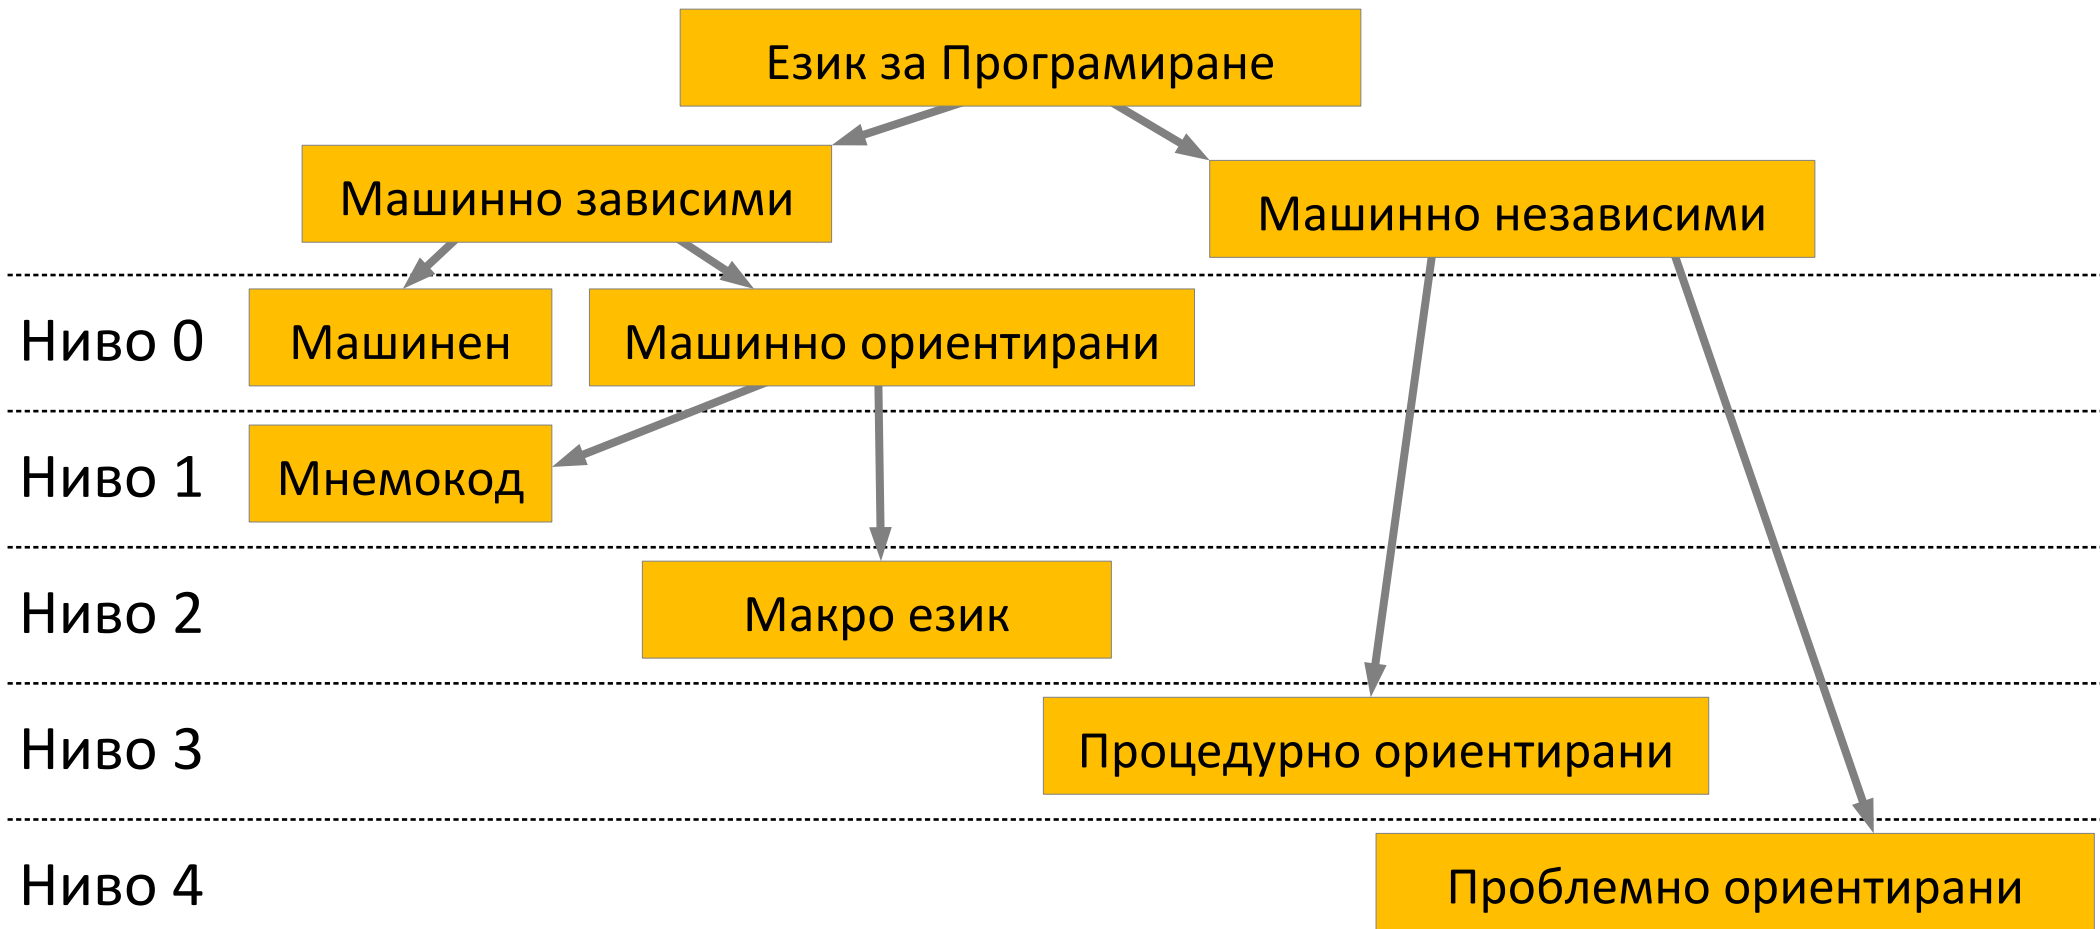 Език за Програмиране
Машинно зависими
Машинно независими
Ниво 0
Машинен
Машинно ориентирани
Ниво 1
Мнемокод
Ниво 2
Макро език
Ниво 3
Процедурно ориентирани
Ниво 4
Проблемно ориентирани